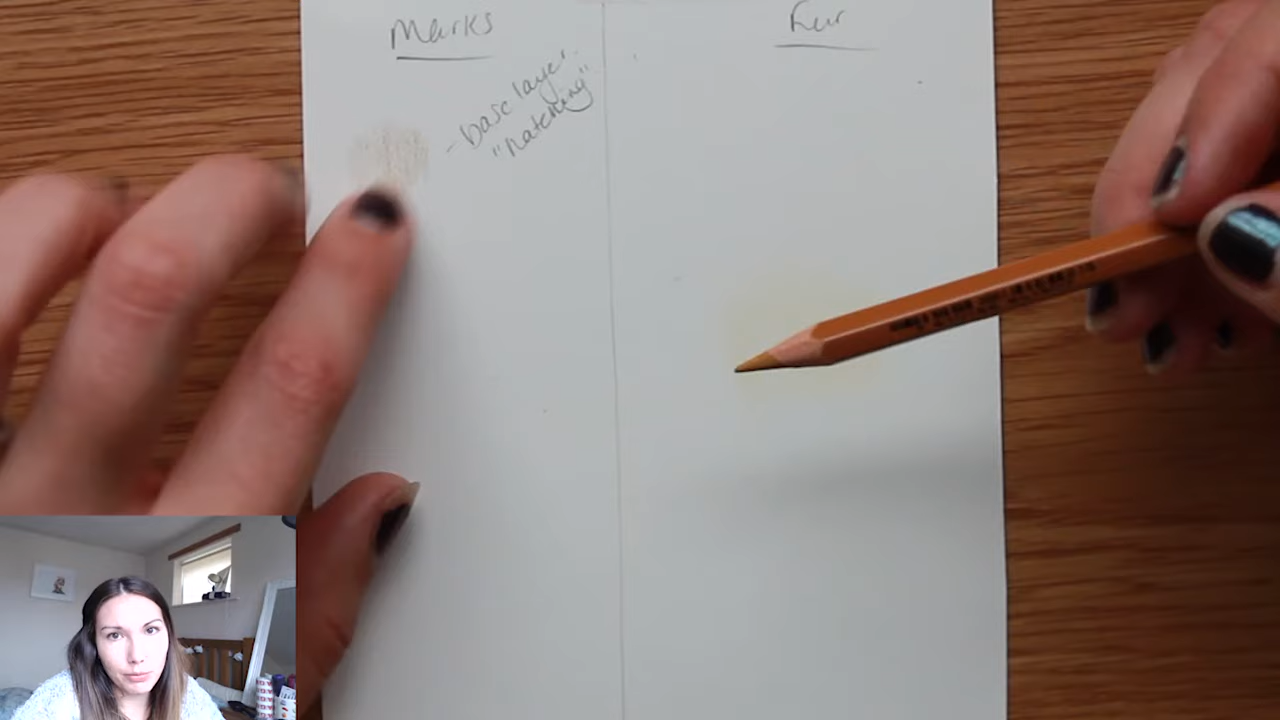 Marks
Fur
- base layer.
"hatching"